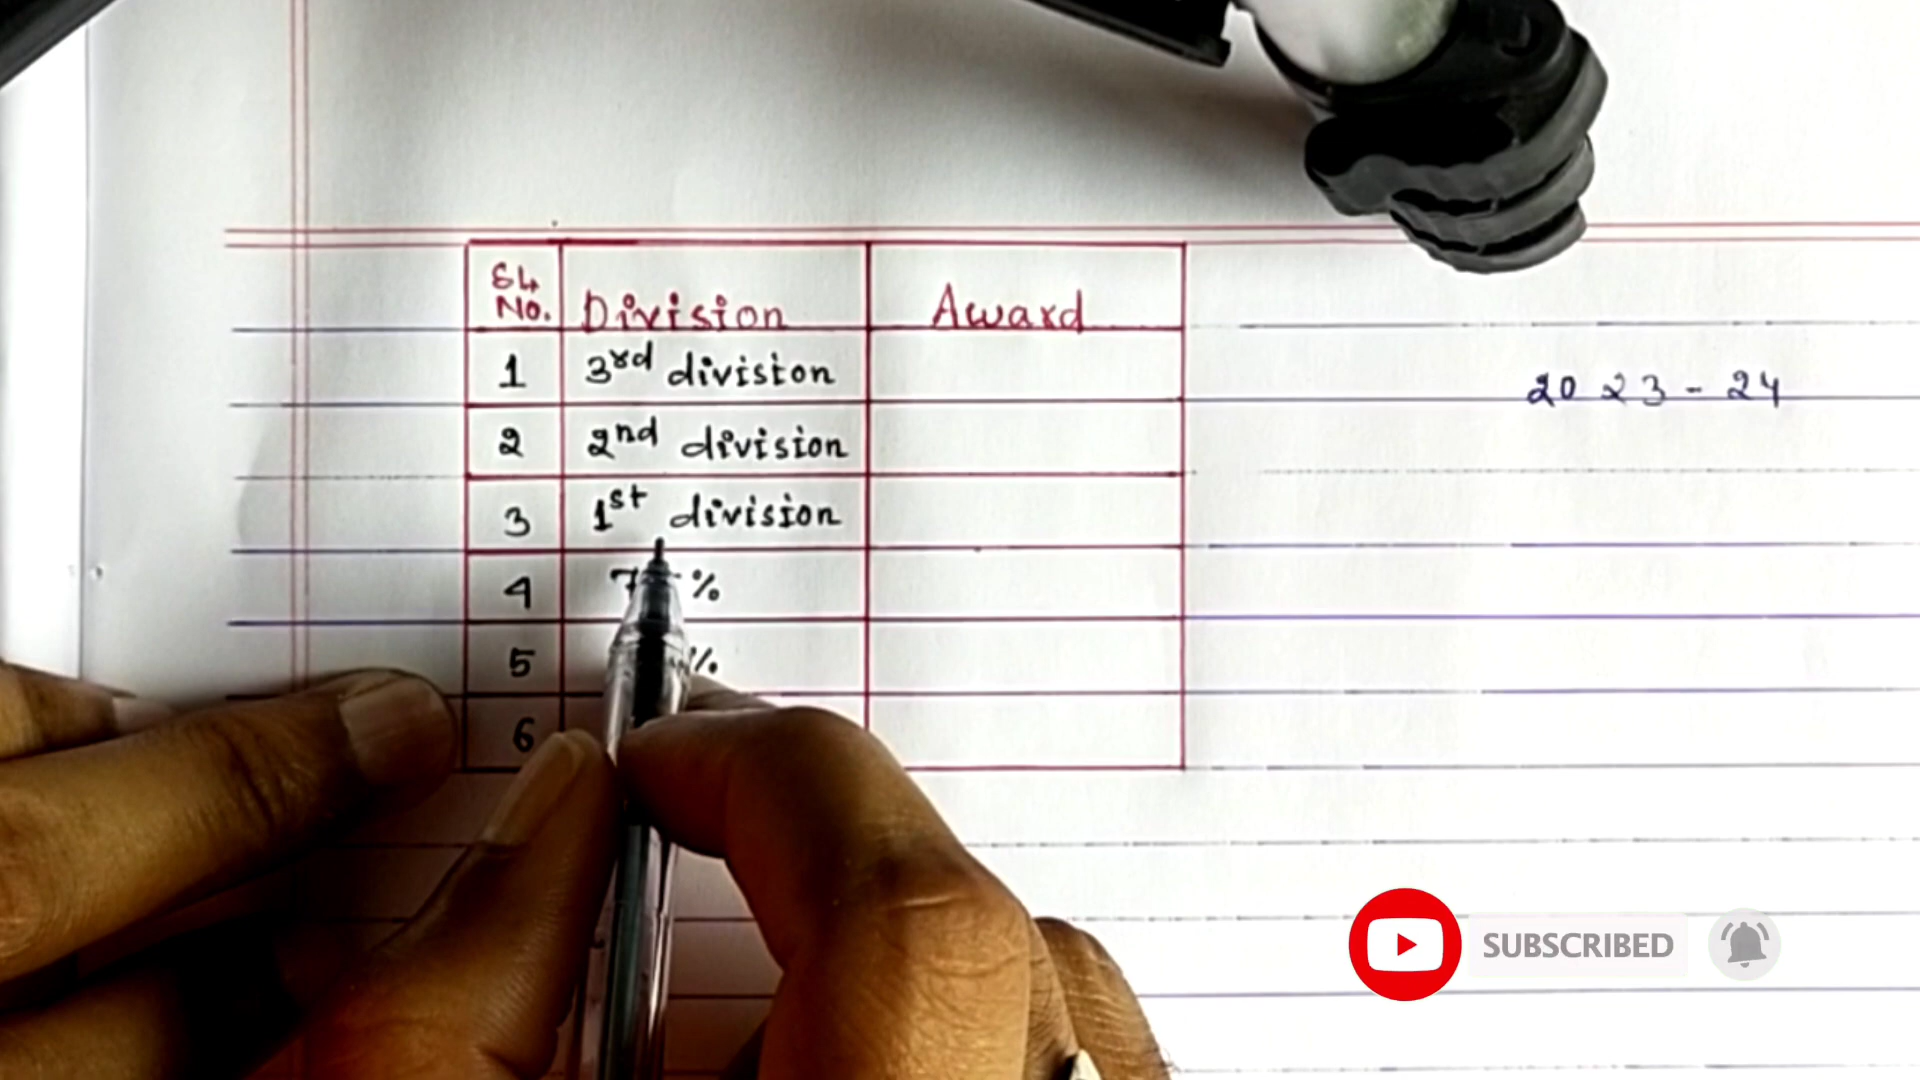 SL. No. Division Award
1 3rd division
2 2nd division
3 1st division
4 %
5 %
6
2023-24
SUBSCRIBED